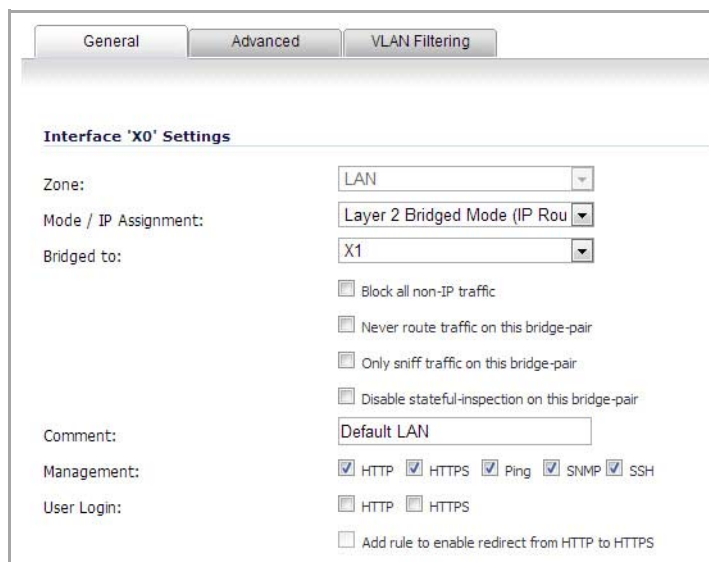 General Advanced VLAN Filtering
Interface 'X0' Settings
Zone: LAN
Mode / IP Assignment: Layer 2 Bridged Mode (IP Rou
Bridged to: X1
Block all non-IP traffic
Never route traffic on this bridge-pair
Only sniff traffic on this bridge-pair
Disable stateful-inspection on this bridge-pair
Comment: Default LAN
Management: HTTP HTTPS Ping SNMP SSH
User Login: HTTP HTTPS
Add rule to enable redirect from HTTP to HTTPS